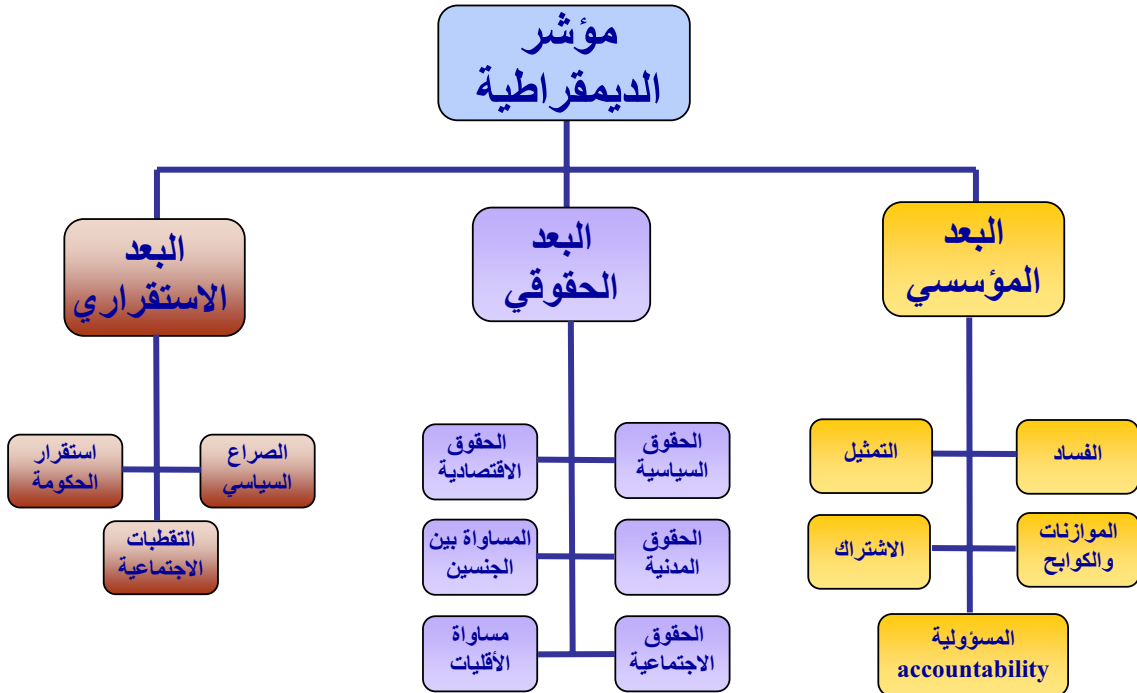 مؤشر
الديمقراطية
البعد
المؤسسي
البعد
الحقوقي
البعد
الاستقراري
الفساد
التمثيل
الموازنات
والكوابح
الاشتراك
المسؤولية
accountability
الحقوق
السياسية
الحقوق
الاقتصادية
الحقوق
المدنية
المساواة بين
الجنسين
الحقوق
الاجتماعية
مساواة
الأقليات
الصراع
السياسي
استقرار
الحكومة
التقطبات
الاجتماعية